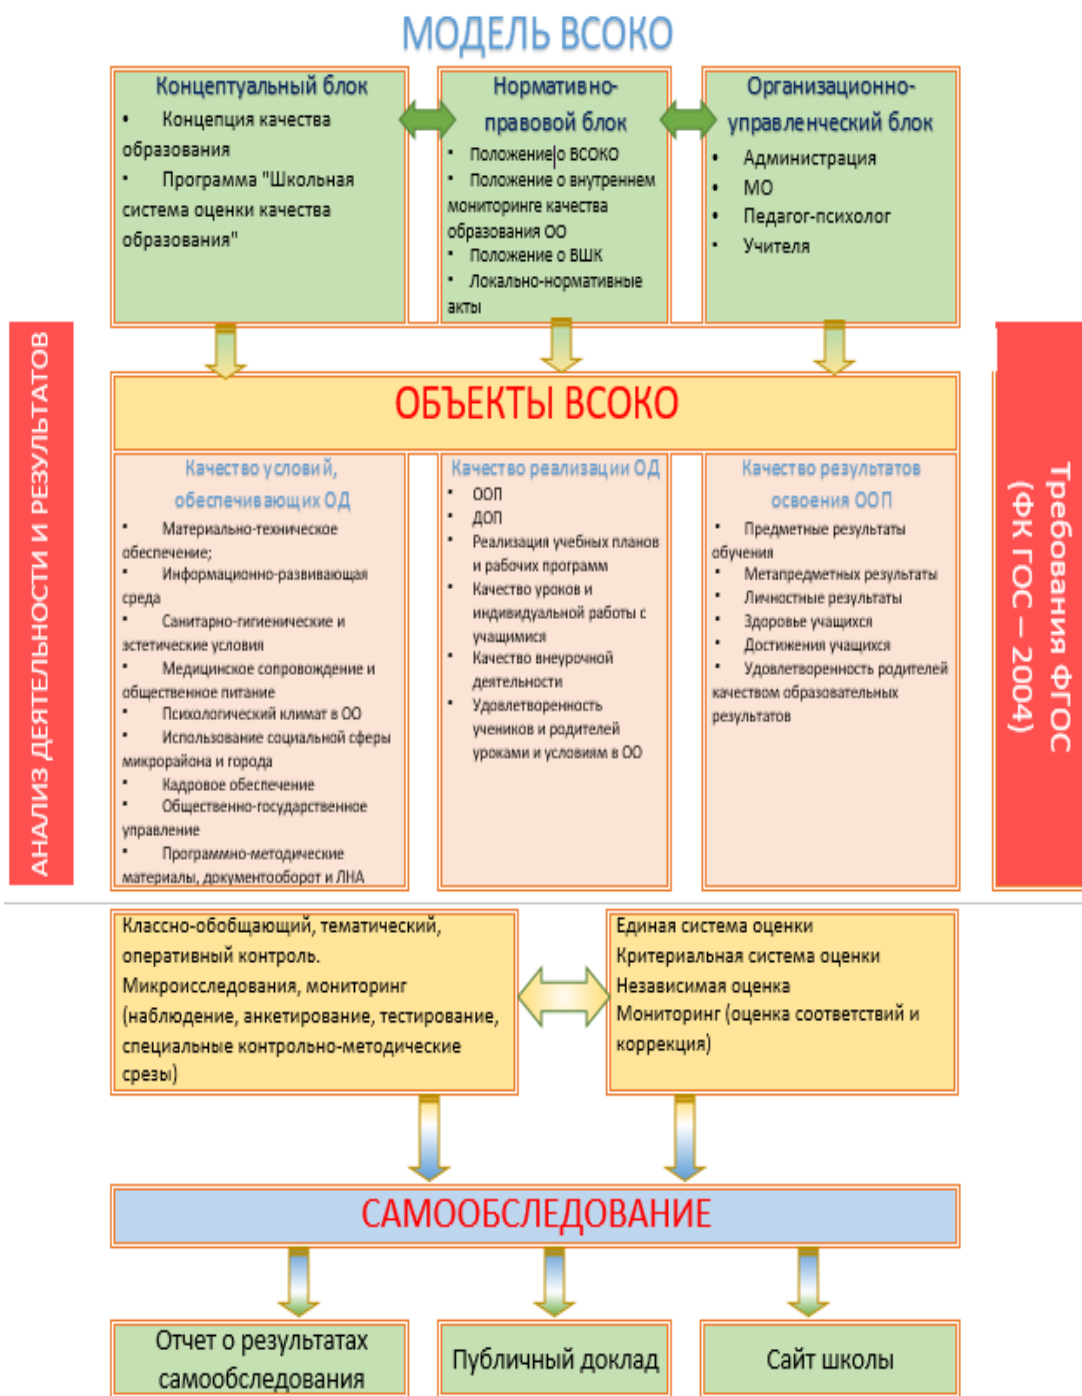 МОДЕЛЬ ВСОКО
Концептуальный блок
• Концепция качества
образования
• Программа "Школьная
система оценки качества
образования"
Нормативно-
правовой блок
• Положение о ВСОКО
• Положение о внутреннем
мониторинге качества
образования ОО
• Положение о ВШК
• Локально-нормативные
акты
Организационно-
управленческий блок
• Администрация
• МО
• Педагог-психолог
• Учителя
АНАЛИЗ ДЕЯТЕЛЬНОСТИ И РЕЗУЛЬТАТОВ
Требования ФГОС
(ФК ГОС – 2004)
ОБЪЕКТЫ ВСОКО
Качество условий,
обеспечивающих ОД
• Материально-техническое
обеспечение;
• Информационно-развивающая
среда
• Санитарно-гигиенические и
эстетические условия
• Медицинское сопровождение и
общественное питание
• Психологический климат в ОО
• Использование социальной сферы
микрорайона и города
• Кадровое обеспечение
• Общественно-государственное
управление
• Программно-методические
материалы, документооборот и ЛНА
Качество реализации ОД
• ООП
• ДОП
• Реализация учебных планов
и рабочих программ
• Качество уроков и
индивидуальной работы с
учащимися
• Качество внеурочной
деятельности
• Удовлетворенность
учеников и родителей
уроками и условиям в ОО
Качество результатов
освоения ООП
• Предметные результаты
обучения
• Метапредметных результаты
• Личностные результаты
• Здоровье учащихся
• Достижения учащихся
• Удовлетворенность родителей
качеством образовательных
результатов
Классно-обобщающий, тематический,
оперативный контроль.
Микроисследования, мониторинг
(наблюдение, анкетирование, тестирование,
специальные контрольно-методические
срезы)
Единая система оценки
Критериальная система оценки
Независимая оценка
Мониторинг (оценка соответствий и
коррекция)
САМООБСЛЕДОВАНИЕ
Отчет о результатах
самообследования
Публичный доклад
Сайт школы